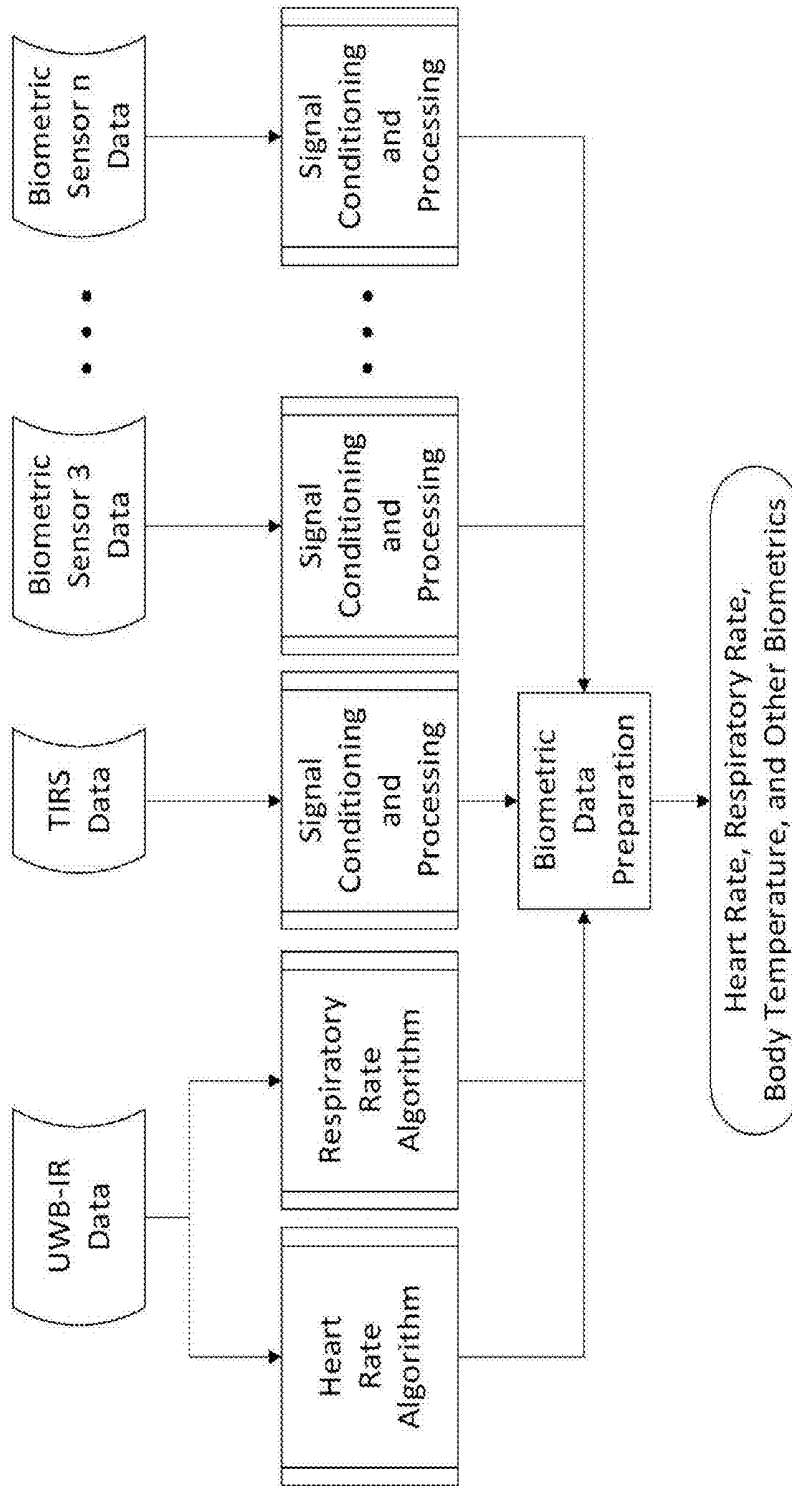 UWB-IR
Data
TIRS
Data
Biometric
Sensor 3
Data
Biometric
Sensor n
Data
Heart
Rate
Algorithm
Respiratory
Rate
Algorithm
Signal
Conditioning
and
Processing
Signal
Conditioning
and
Processing
Signal
Conditioning
and
Processing
Biometric
Data
Preparation
Heart Rate, Respiratory Rate,
Body Temperature, and Other Biometrics